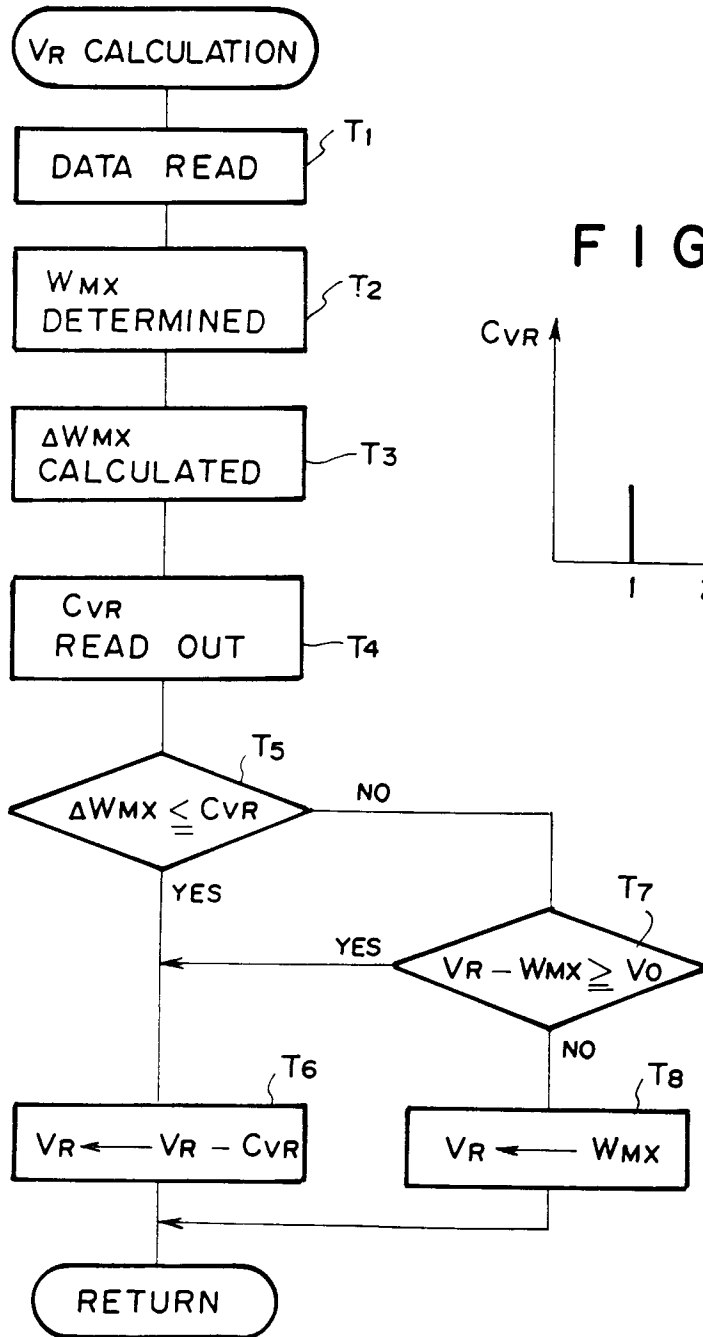 VR CALCULATION
T1
DATA READ
WMX
DETERMINED
T2
ΔWMX
CALCULATED
T3
CVR
READ OUT
T4
T5
ΔWMX ≦ CVR
NO
YES
T7
YES
VR - WMX ≧ VO
NO
T6
VR ← VR - CVR
T8
VR ← WMX
RETURN
FIG
CVR
1